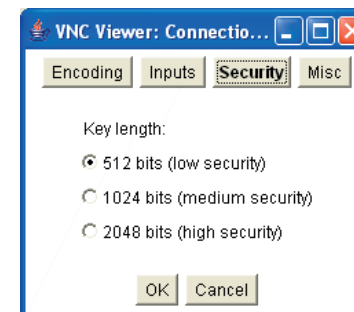 VNC Viewer: Connectio...
Encoding Inputs Security Misc
Key length:
512 bits (low security)
1024 bits (medium security)
2048 bits (high security)
OK Cancel